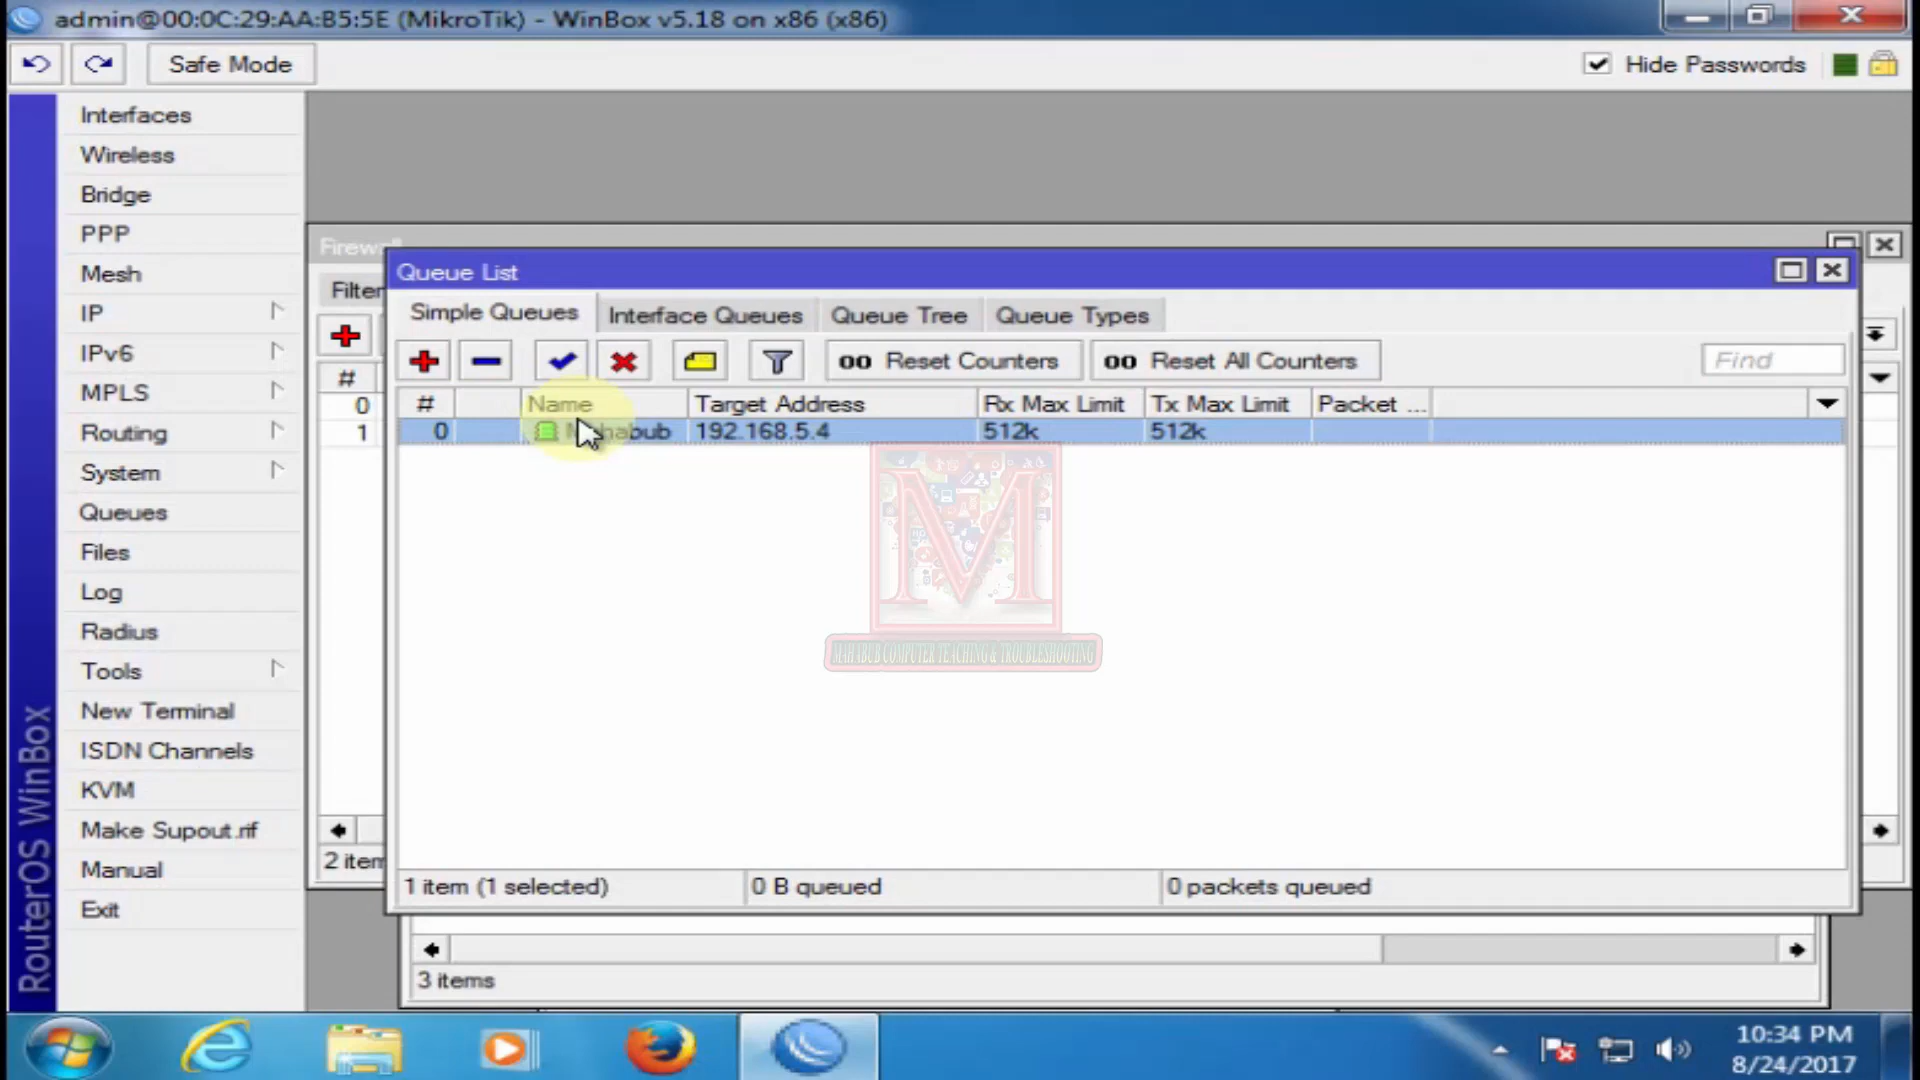 admin@00:0C:29:AA:B5:5E (MikroTik) - WinBox v5.18 on x86 (x86)
Safe Mode
Hide Passwords
Interfaces
Wireless
Bridge
PPP
Mesh
IP
IPv6
MPLS
Routing
System
Queues
Files
Log
Radius
Tools
New Terminal
ISDN Channels
KVM
Make Supout.rif
Manual
Exit
RouterOS WinBox
Filter
#
0
1
Queue List
Simple Queues
Interface Queues
Queue Tree
Queue Types
00 Reset Counters
00 Reset All Counters
Find
# Name Target Address Rx Max Limit Tx Max Limit Packet ...
0 Mahabub 192.168.5.4 512k 512k
M
MAHABUB COMPUTER TEACHING & TROUBLESHOOTING
1 item (1 selected)
0 B queued
0 packets queued
3 items
10:34 PM
8/24/2017